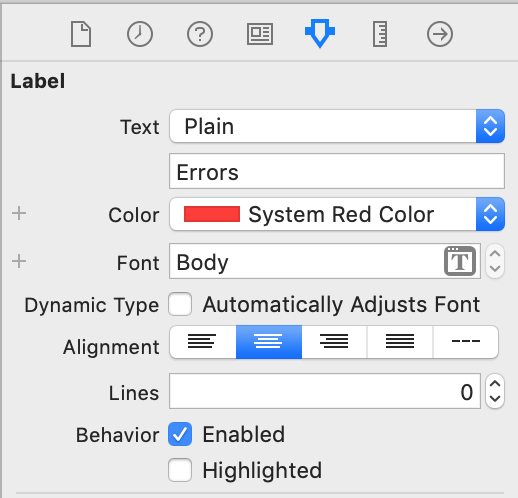 Label
Text Plain
Errors
Color System Red Color
Font Body T
Dynamic Type Automatically Adjusts Font
Alignment
Lines 0
Behavior Enabled
Highlighted